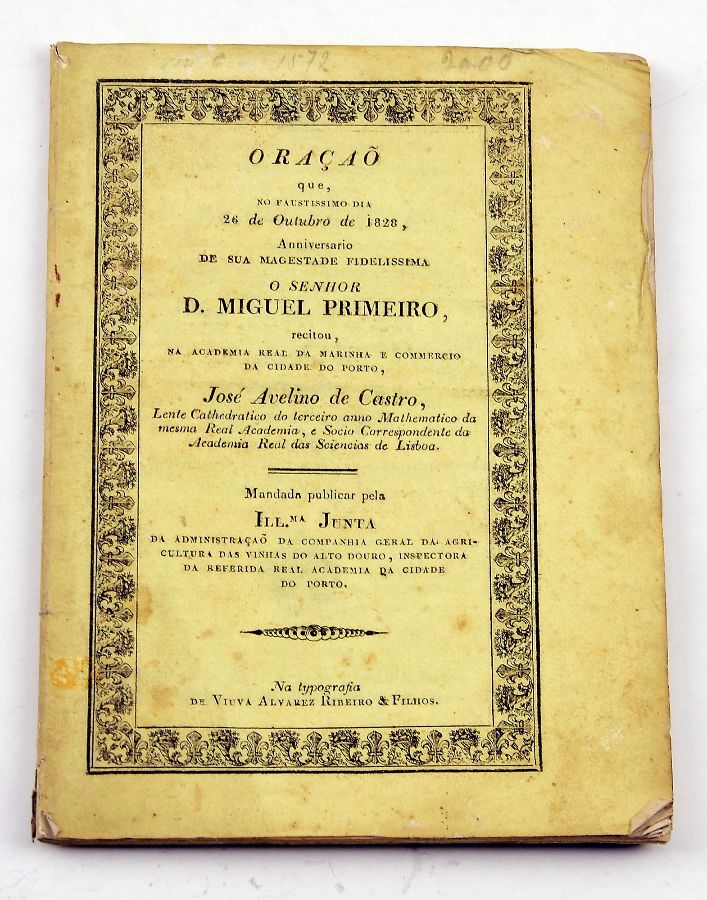 1872 20.00
ORAÇAÕ
que,
NO FAUSTISSIMO DIA
26 de Outubro de 1828,
Anniversario
DE SUA MAGESTADE FIDELISSIMA
O SENHOR
D. MIGUEL PRIMEIRO,
recitou,
NA ACADEMIA REAL DA MARINHA E COMMERCIO
DA CIDADE DO PORTO,
José Avelino de Castro,
Lente Cathedratico do terceiro anno Mathematico da
mesma Real Academia, e Socio Correspondente da
Academia Real das Sciencias de Lisboa.
Mandada publicar pela
ILL.MA JUNTA
DA ADMINISTRAÇAÕ DA COMPANHIA GERAL DA AGRI-
CULTURA DAS VINHAS DO ALTO DOURO, INSPECTORA
DA REFERIDA REAL ACADEMIA DA CIDADE
DO PORTO.
Na typografia
DE VIUVA ALVAREZ RIBEIRO & FILHOS.